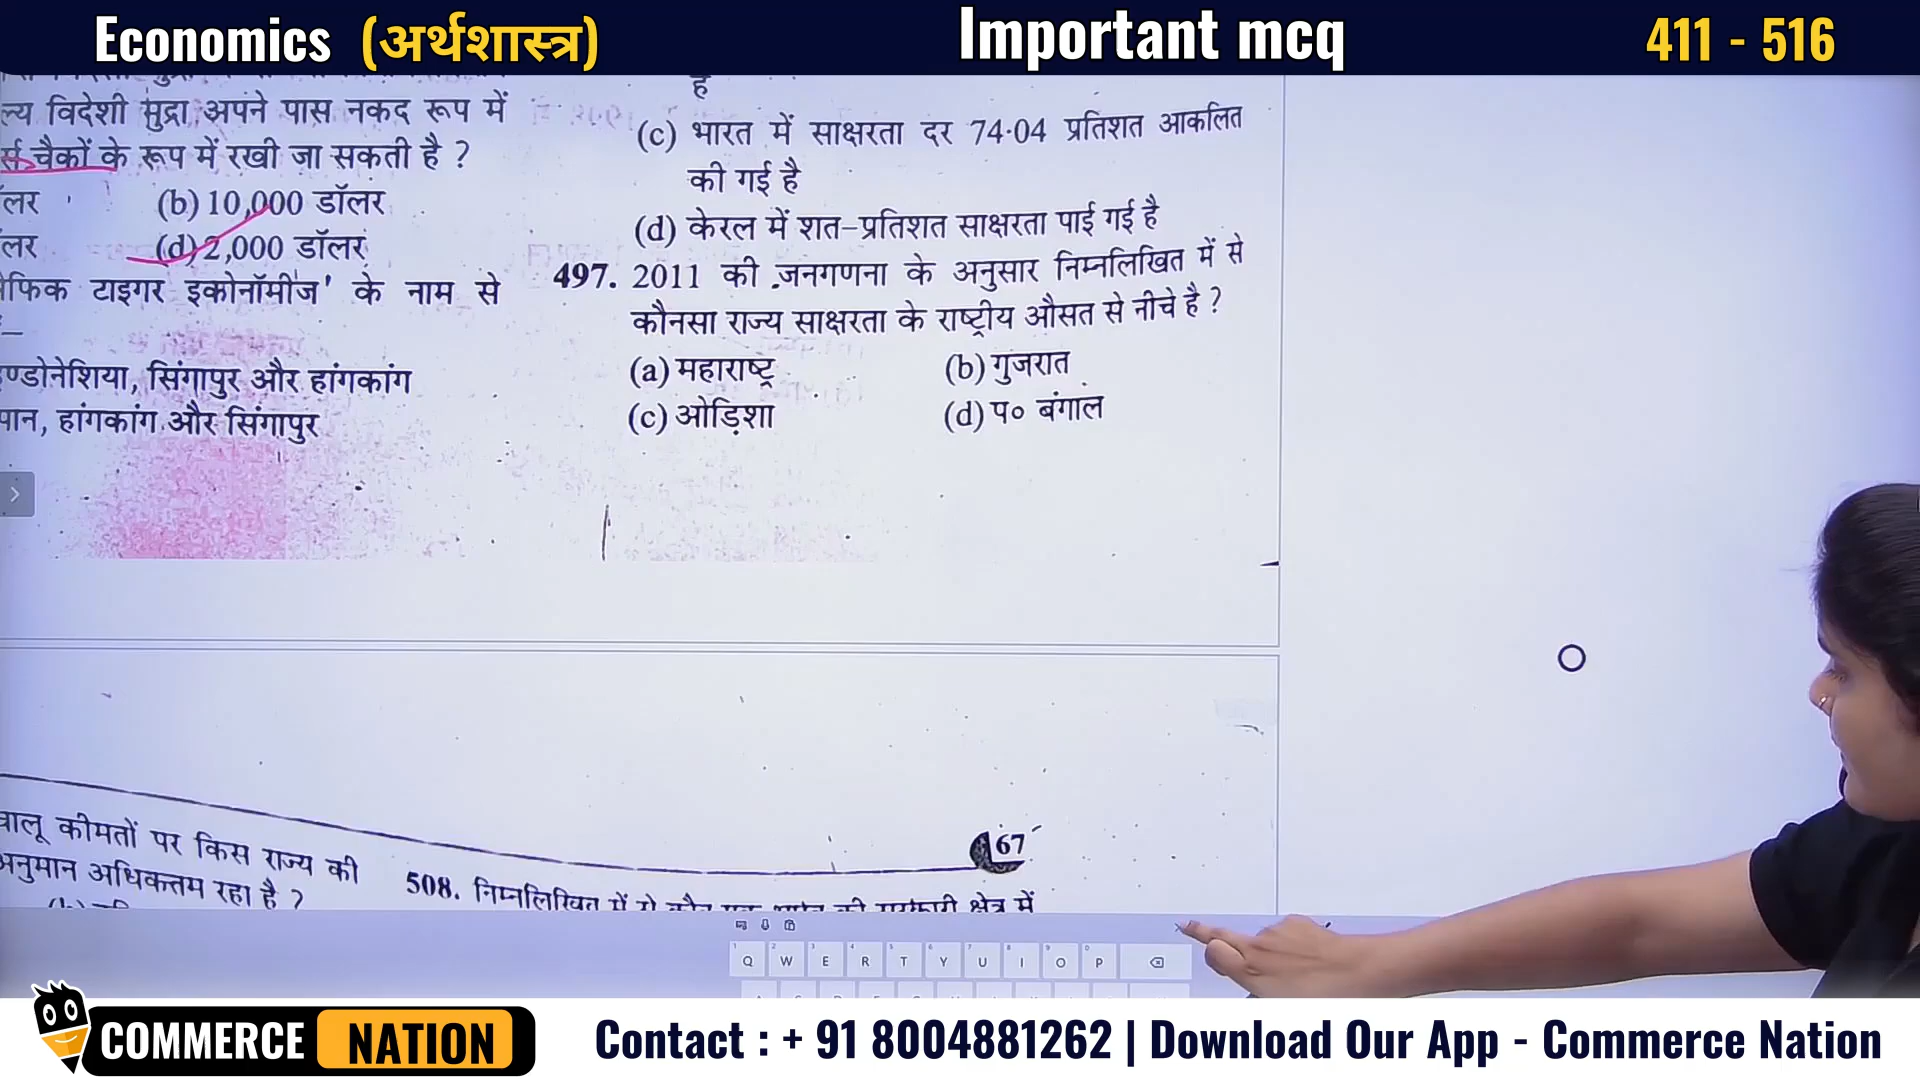 Economics (अर्थशास्त्र)
Important mcq
411 - 516
ल्य विदेशी मुद्रा अपने पास नकद रूप में
र्स चैकों के रूप में रखी जा सकती है ?
लर (b) 10,000 डॉलर
लर (d) 2,000 डॉलर
फिक टाइगर इकोनॉमीज' के नाम से
ण्डोनेशिया, सिंगापुर और हांगकांग
पान, हांगकांग और सिंगापुर
है
(c) भारत में साक्षरता दर 74·04 प्रतिशत आकलित
की गई है
(d) केरल में शत-प्रतिशत साक्षरता पाई गई है
497. 2011 की जनगणना के अनुसार निम्नलिखित में से
कौनसा राज्य साक्षरता के राष्ट्रीय औसत से नीचे है ?
(a) महाराष्ट्र (b) गुजरात
(c) ओड़िशा (d) प० बंगाल
67
चालू कीमतों पर किस राज्य की
अनुमान अधिकतम रहा है ?
508. निम्नलिखित में से कौन क्षेत्र में
Q W E R T Y U I O P
COMMERCE NATION
Contact : + 91 8004881262 | Download Our App - Commerce Nation